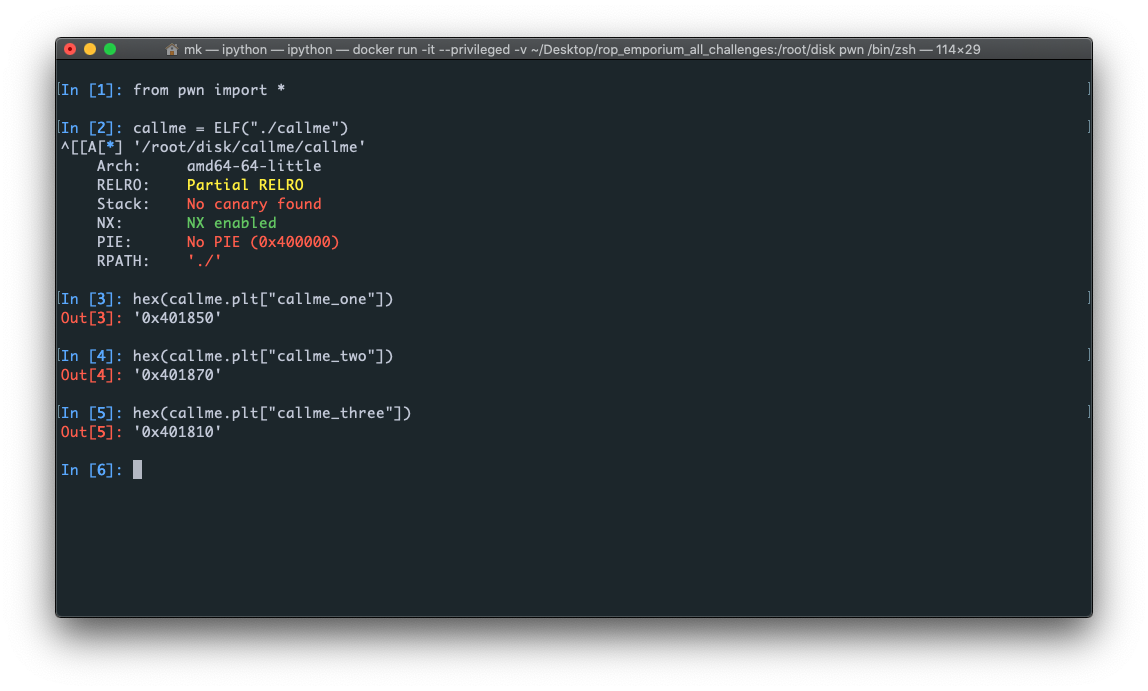 mk — ipython — ipython — docker run -it --privileged -v ~/Desktop/rop_emporium_all_challenges:/root/disk pwn /bin/zsh — 114×29
[In [1]: from pwn import * ]
[In [2]: callme = ELF("./callme") ]
^[[A[*] '/root/disk/callme/callme'
    Arch:     amd64-64-little
    RELRO:    Partial RELRO
    Stack:    No canary found
    NX:       NX enabled
    PIE:      No PIE (0x400000)
    RPATH:    './'
[In [3]: hex(callme.plt["callme_one"]) ]
Out[3]: '0x401850'
[In [4]: hex(callme.plt["callme_two"]) ]
Out[4]: '0x401870'
[In [5]: hex(callme.plt["callme_three"]) ]
Out[5]: '0x401810'
In [6]: